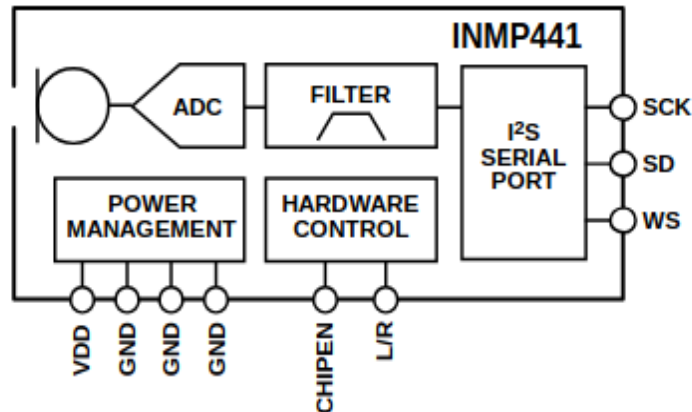 INMP441
ADC
FILTER
I²S
SERIAL
PORT
SCK
SD
WS
POWER
MANAGEMENT
HARDWARE
CONTROL
VDD
GND
GND
GND
CHIPEN
L/R